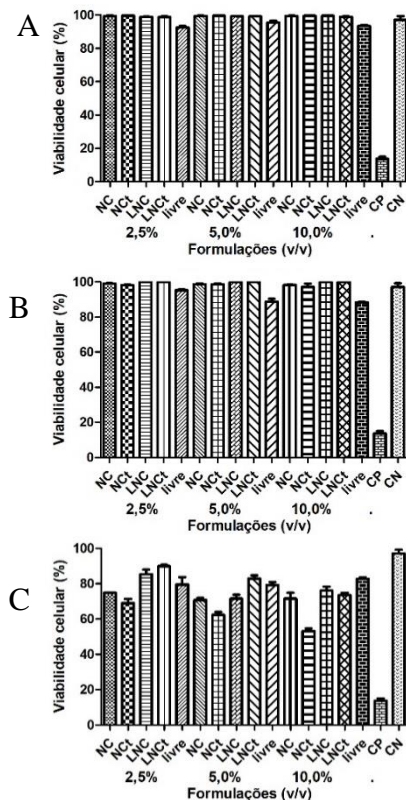 A
Viabilidade celular (%)
100
80
60
40
20
0
NC NCt LNC LNCt livre NC NCt LNC LNCt livre NC NCt LNC LNCt livre CP CN
2,5% 5,0% 10,0% .
Formulações (v/v)
B
Viabilidade celular (%)
100
80
60
40
20
0
NC NCt LNC LNCt livre NC NCt LNC LNCt livre NC NCt LNC LNCt livre CP CN
2,5% 5,0% 10,0% .
Formulações (v/v)
C
Viabilidade celular (%)
100
80
60
40
20
0
NC NCt LNC LNCt livre NC NCt LNC LNCt livre NC NCt LNC LNCt livre CP CN
2,5% 5,0% 10,0% .
Formulações (v/v)